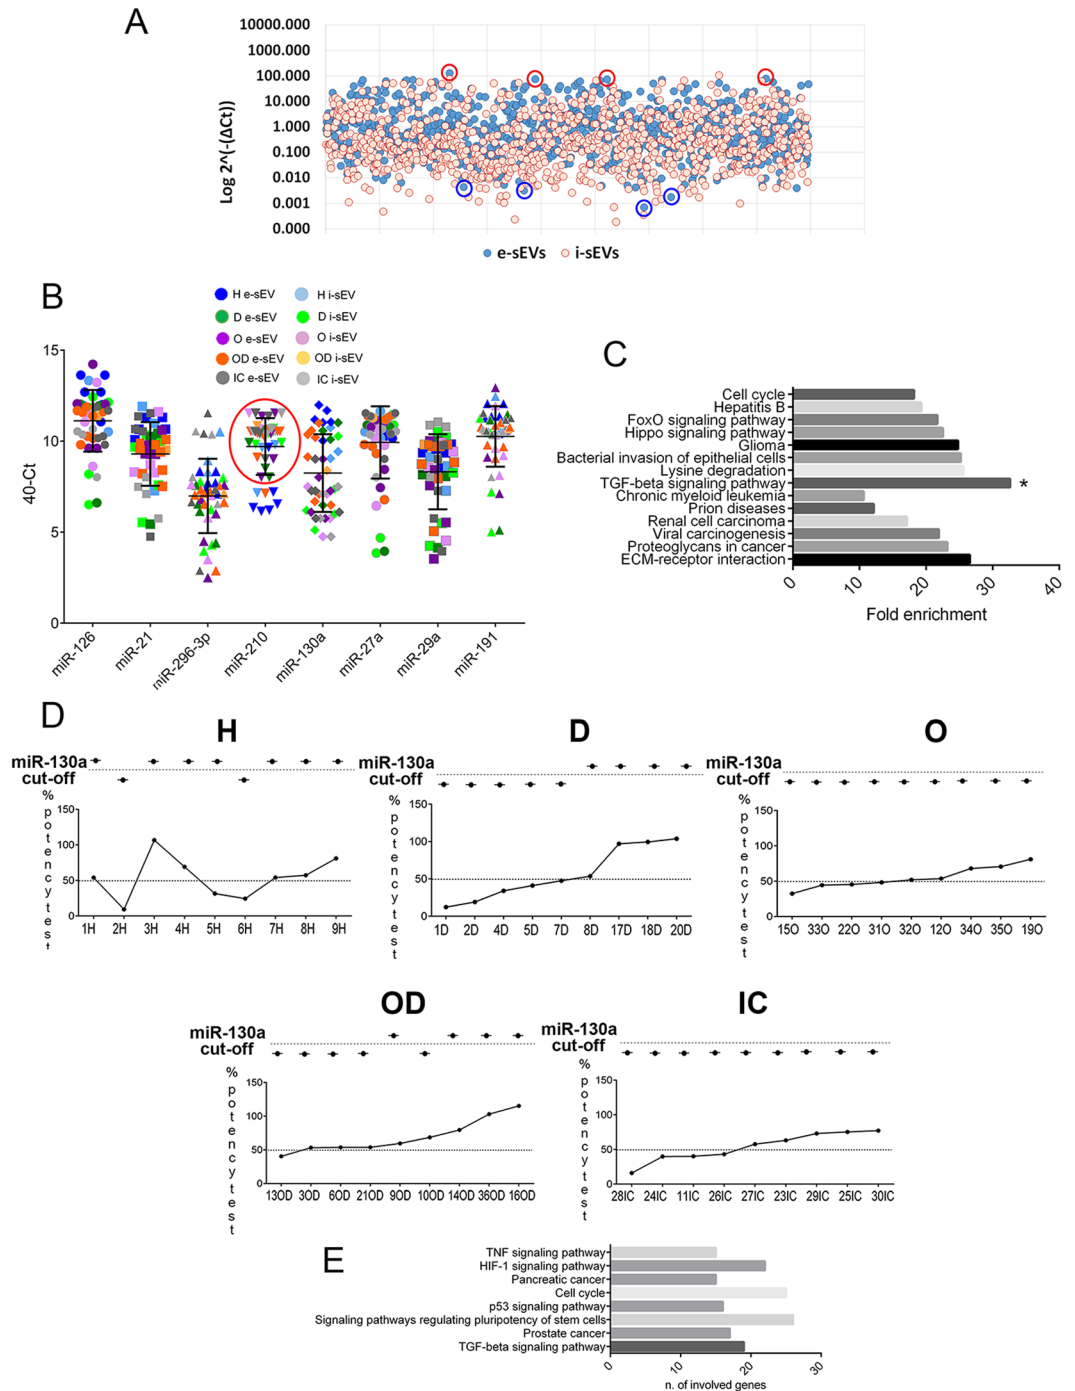 A
10000.000
1000.000
100.000
10.000
1.000
0.100
0.010
0.001
0.000
Log 2^(-(ΔCt))
e-sEVs i-sEVs
B
H e-sEV H i-sEV
D e-sEV D i-sEV
O e-sEV O i-sEV
OD e-sEV OD i-sEV
IC e-sEV IC i-sEV
15
10
5
0
40-Ct
miR-126 miR-21 miR-296-3p miR-210 miR-130a miR-27a miR-29a miR-191
C
Cell cycle
Hepatitis B
FoxO signaling pathway
Hippo signaling pathway
Glioma
Bacterial invasion of epithelial cells
Lysine degradation
TGF-beta signaling pathway *
Chronic myeloid leukemia
Prion diseases
Renal cell carcinoma
Viral carcinogenesis
Proteoglycans in cancer
ECM-receptor interaction
0 10 20 30 40
Fold enrichment
D
H
miR-130a
cut-off
% potency test
150
100
50
0
1H 2H 3H 4H 5H 6H 7H 8H 9H
D
miR-130a
cut-off
% potency test
150
100
50
0
1D 2D 4D 5D 7D 8D 17D 18D 20D
O
miR-130a
cut-off
% potency test
150
100
50
0
15O 33O 22O 31O 32O 12O 34O 35O 19O
OD
miR-130a
cut-off
% potency test
150
100
50
0
13OD 3OD 6OD 21OD 9OD 10OD 14OD 36OD 16OD
IC
miR-130a
cut-off
% potency test
150
100
50
0
28IC 24IC 11IC 26IC 27IC 23IC 29IC 25IC 30IC
E
TNF signaling pathway
HIF-1 signaling pathway
Pancreatic cancer
Cell cycle
p53 signaling pathway
Signaling pathways regulating pluripotency of stem cells
Prostate cancer
TGF-beta signaling pathway
0 10 20 30
n. of involved genes